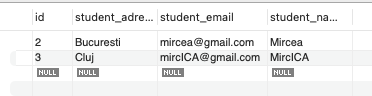 id student_adre... student_email student_na...
2 Bucuresti mircea@gmail.com Mircea
3 Cluj mircICA@gmail.com MircICA
NULL NULL NULL NULL